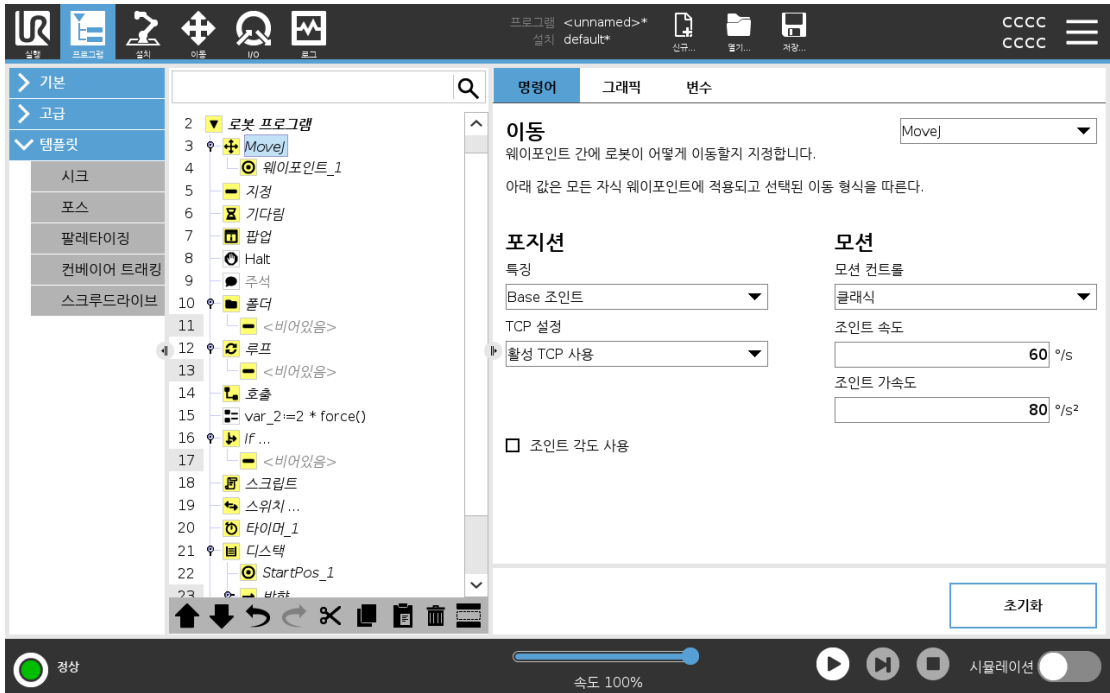 프로그램 <unnamed>*
설치 default*
CCCC
CCCC
실행
프로그램
설치
이동
I/O
로그
신규...
열기...
저장...
기본
고급
템플릿
시크
포스
팔레타이징
컨베이어 트래킹
스크루드라이브
2 로봇 프로그램
3 MoveJ
4 웨이포인트_1
5 지정
6 기다림
7 팝업
8 Halt
9 주석
10 폴더
11 <비어있음>
12 루프
13 <비어있음>
14 호출
15 var_2≔2 * force()
16 If ...
17 <비어있음>
18 스크립트
19 스위치 ...
20 타이머_1
21 디스택
22 StartPos_1
23 방향
명령어 그래픽 변수
이동
MoveJ
웨이포인트 간에 로봇이 어떻게 이동할지 지정합니다.
아래 값은 모든 자식 웨이포인트에 적용되고 선택된 이동 형식을 따른다.
포지션
특징
Base 조인트
TCP 설정
활성 TCP 사용
조인트 각도 사용
모션
모션 컨트롤
클래식
조인트 속도
60 °/s
조인트 가속도
80 °/s²
초기화
정상
속도 100%
시뮬레이션